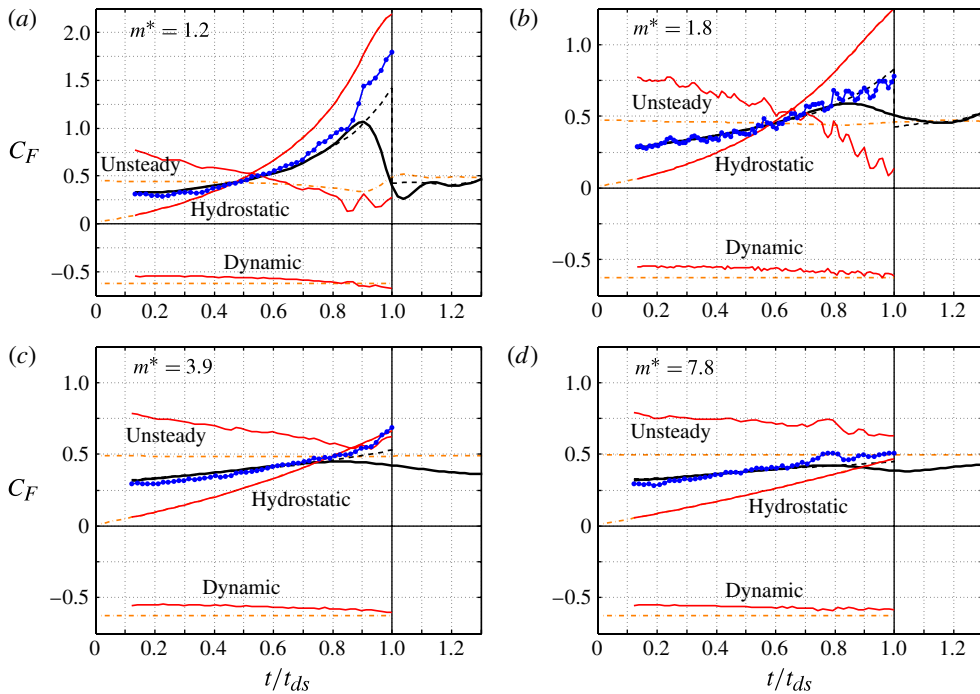 (a)
m* = 1.2
2.0
1.5
1.0
0.5
0
−0.5
C_F
Unsteady
Hydrostatic
Dynamic
0.2 0.4 0.6 0.8 1.0 1.2
(b)
m* = 1.8
1.0
0.5
0
−0.5
Unsteady
Hydrostatic
Dynamic
0.2 0.4 0.6 0.8 1.0 1.2
(c)
m* = 3.9
1.0
0.5
0
−0.5
C_F
Unsteady
Hydrostatic
Dynamic
0.2 0.4 0.6 0.8 1.0 1.2
t/t_ds
(d)
m* = 7.8
1.0
0.5
0
−0.5
Unsteady
Hydrostatic
Dynamic
0.2 0.4 0.6 0.8 1.0 1.2
t/t_ds